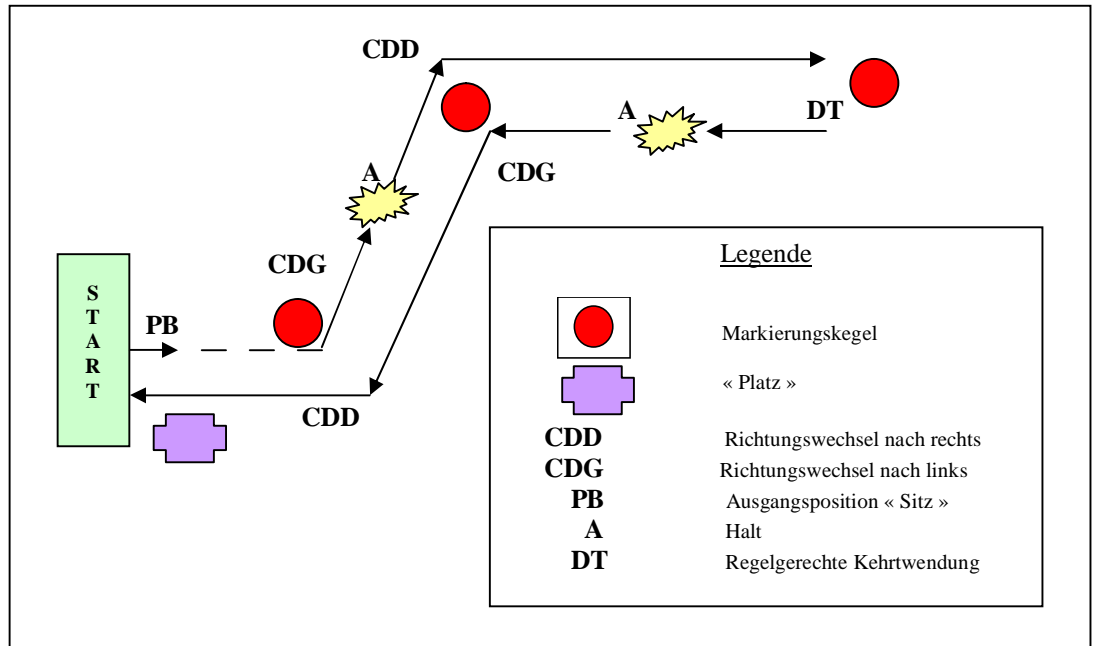 CDD
A
DT
A
CDG
CDG
START
PB
CDD
Legende
Markierungskegel
« Platz »
CDD Richtungswechsel nach rechts
CDG Richtungswechsel nach links
PB Ausgangsposition « Sitz »
A Halt
DT Regelgerechte Kehrtwendung